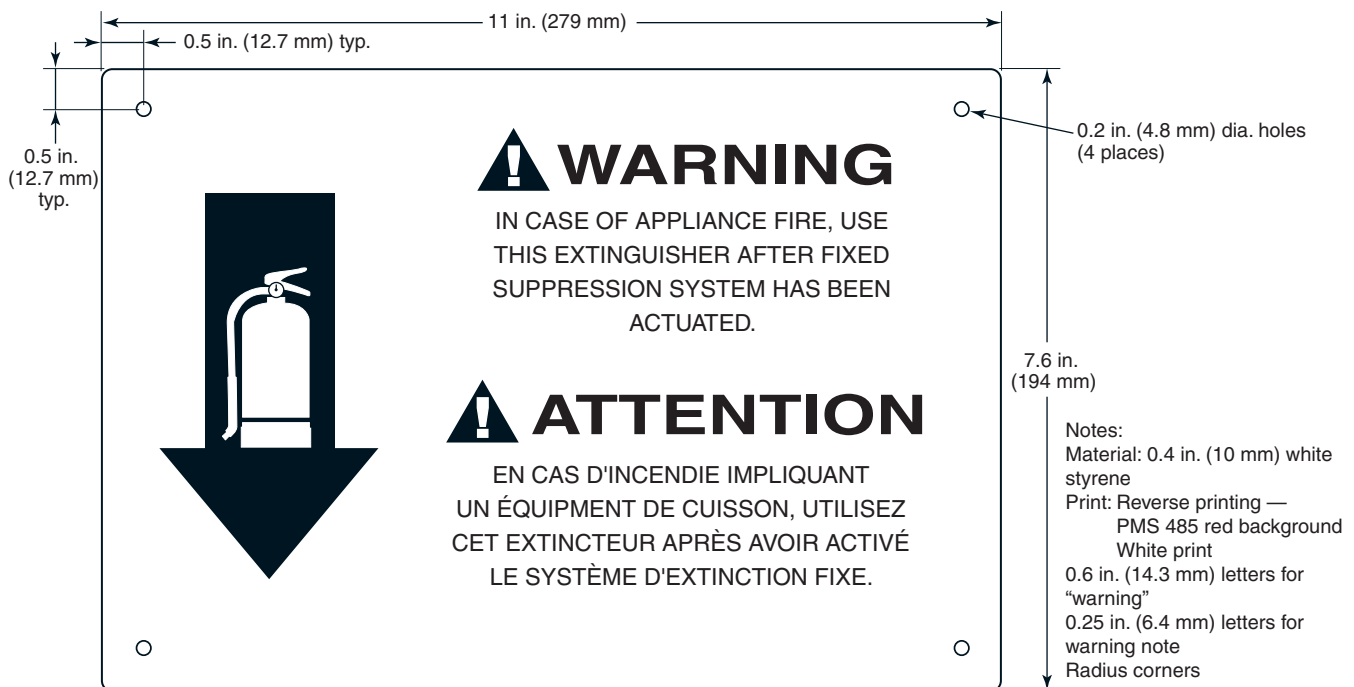 11 in. (279 mm)
0.5 in. (12.7 mm) typ.
0.5 in.
(12.7 mm)
typ.
0.2 in. (4.8 mm) dia. holes
(4 places)
WARNING
IN CASE OF APPLIANCE FIRE, USE
THIS EXTINGUISHER AFTER FIXED
SUPPRESSION SYSTEM HAS BEEN
ACTUATED.
7.6 in.
(194 mm)
ATTENTION
EN CAS D'INCENDIE IMPLIQUANT
UN ÉQUIPMENT DE CUISSON, UTILISEZ
CET EXTINCTEUR APRÈS AVOIR ACTIVÉ
LE SYSTÈME D'EXTINCTION FIXE.
Notes:
Material: 0.4 in. (10 mm) white
styrene
Print: Reverse printing —
PMS 485 red background
White print
0.6 in. (14.3 mm) letters for
“warning”
0.25 in. (6.4 mm) letters for
warning note
Radius corners